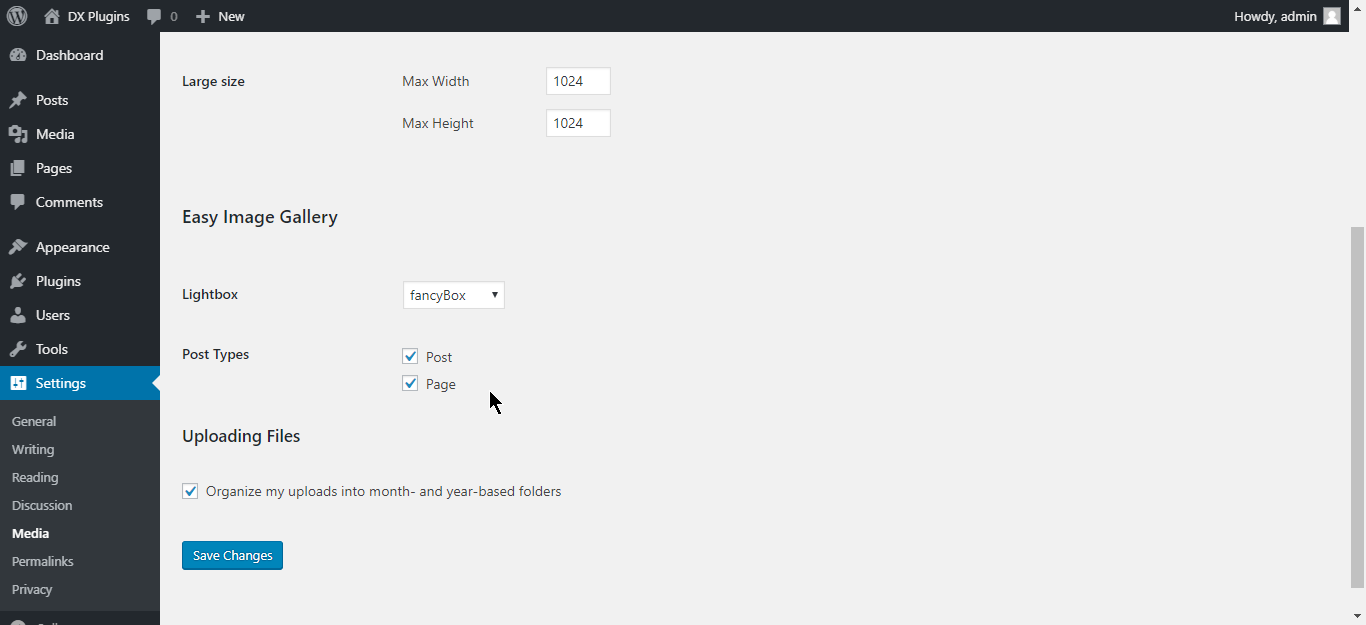 DX Plugins 0 New Howdy, admin
Dashboard
Posts
Media
Pages
Comments
Appearance
Plugins
Users
Tools
Settings
General
Writing
Reading
Discussion
Media
Permalinks
Privacy
Large size Max Width 1024
Max Height 1024
Easy Image Gallery
Lightbox fancyBox
Post Types Post
Page
Uploading Files
Organize my uploads into month- and year-based folders
Save Changes